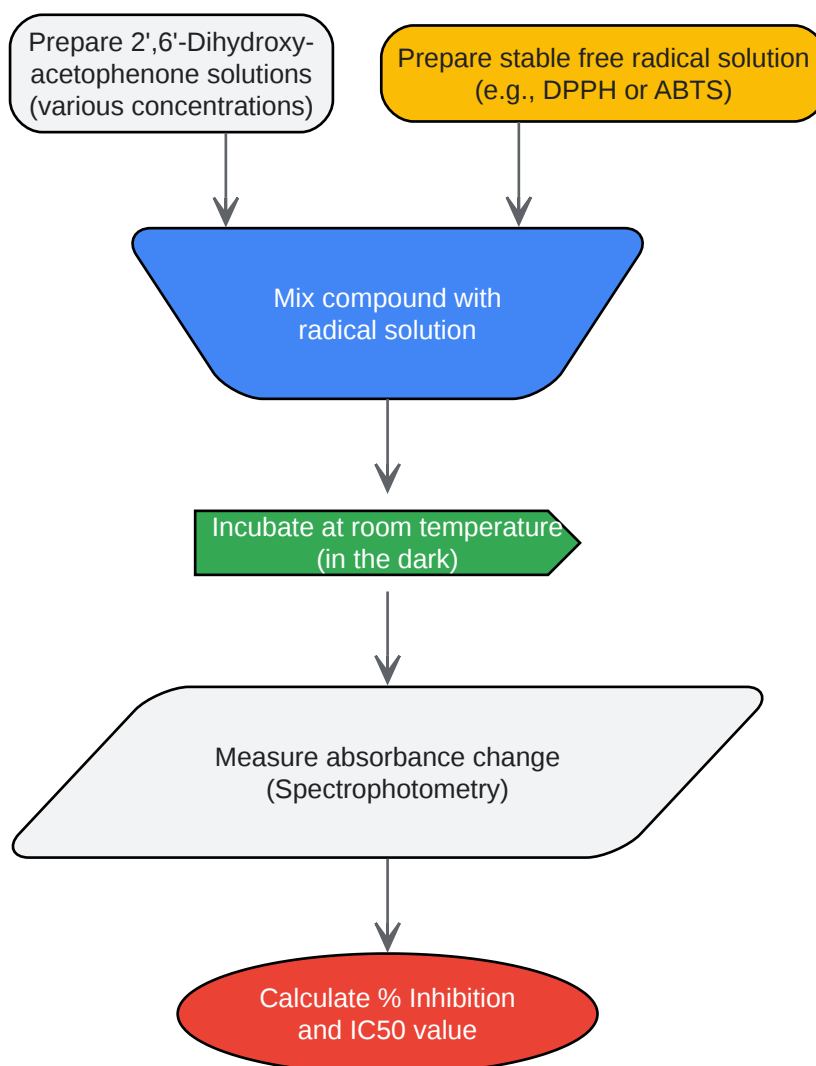 Prepare 2',6'-Dihydroxy-
acetophenone solutions
(various concentrations)
Prepare stable free radical solution
(e.g., DPPH or ABTS)
Mix compound with
radical solution
Incubate at room temperature
(in the dark)
Measure absorbance change
(Spectrophotometry)
Calculate % Inhibition
and IC50 value